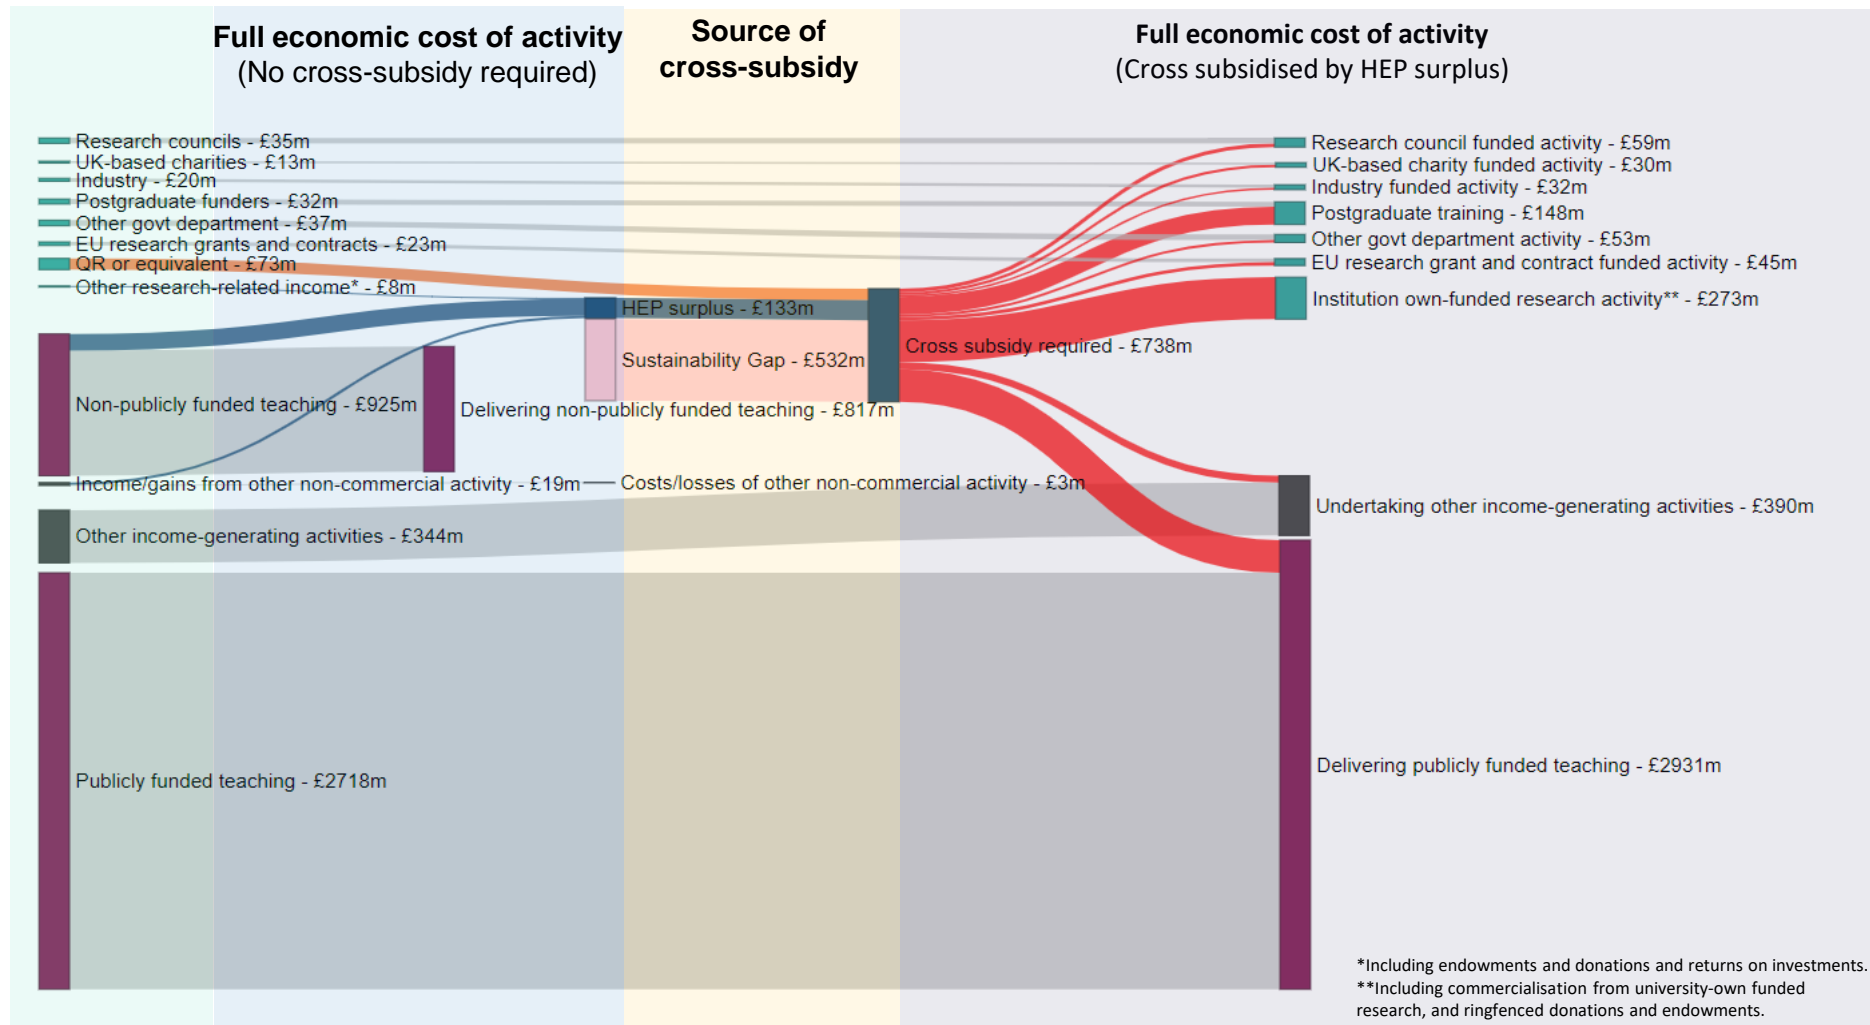 Full economic cost of activity
(No cross-subsidy required)
Source of
cross-subsidy
Full economic cost of activity
(Cross subsidised by HEP surplus)
Research councils - £35m
UK-based charities - £13m
Industry - £20m
Postgraduate funders - £32m
Other govt department - £37m
EU research grants and contracts - £23m
QR or equivalent - £73m
Other research-related income* - £8m
Non-publicly funded teaching - £925m
Income/gains from other non-commercial activity - £19m
Other income-generating activities - £344m
Publicly funded teaching - £2718m
Delivering non-publicly funded teaching - £817m
HEP surplus - £133m
Sustainability Gap - £532m
Costs/losses of other non-commercial activity - £3m
Cross subsidy required - £738m
Research council funded activity - £59m
UK-based charity funded activity - £30m
Industry funded activity - £32m
Postgraduate training - £148m
Other govt department activity - £53m
EU research grant and contract funded activity - £45m
Institution own-funded research activity** - £273m
Undertaking other income-generating activities - £390m
Delivering publicly funded teaching - £2931m
*Including endowments and donations and returns on investments.
**Including commercialisation from university-own funded
research, and ringfenced donations and endowments.